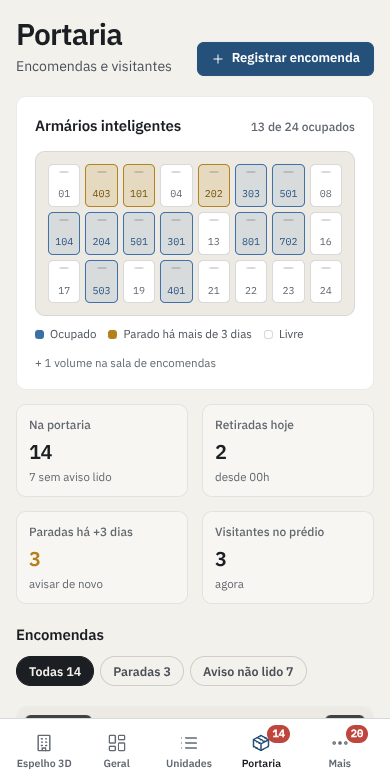 Portaria
Encomendas e visitantes
+ Registrar encomenda
Armários inteligentes
13 de 24 ocupados
01 403 101 04 202 303 501 08
104 204 501 301 13 801 702 16
17 503 19 401 21 22 23 24
Ocupado Parado há mais de 3 dias Livre
+ 1 volume na sala de encomendas
Na portaria
14
7 sem aviso lido
Retiradas hoje
2
desde 00h
Paradas há +3 dias
3
avisar de novo
Visitantes no prédio
3
agora
Encomendas
Todas 14 Paradas 3 Aviso não lido 7
14 20
Espelho 3D Geral Unidades Portaria Mais